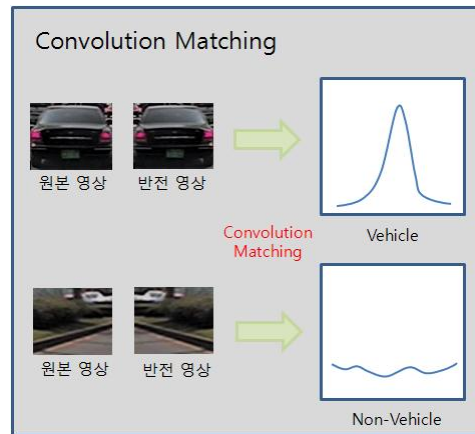 Convolution Matching
원본 영상
반전 영상
Convolution
Matching
Vehicle
원본 영상
반전 영상
Non-Vehicle